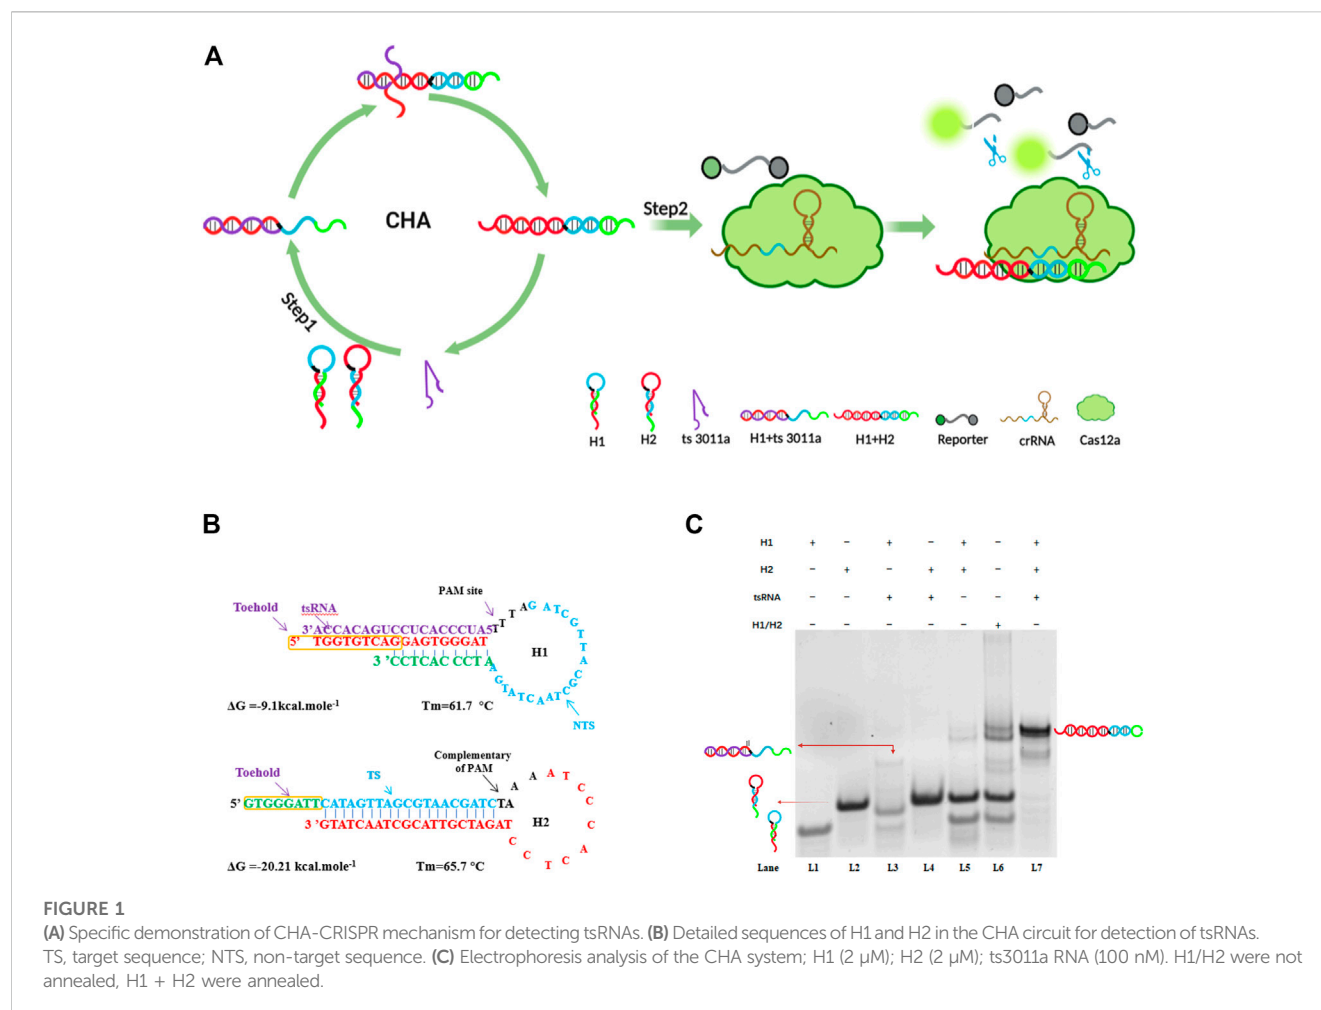 A
CHA
Step1
Step2
H1
H2
ts 3011a
H1+ts 3011a
H1+H2
Reporter
crRNA
Cas12a
B
Toehold
tsRNA
PAM site
3'ACCACAGUCCUCACCCUA5'
5' TGGTGTCAGGAGTGGGAT
3 'CCTCAC CCT A
TTTAGATCGTTACGCTAACTATGA
H1
NTS
ΔG =-9.1kcal.mole-1
Tm=61.7 °C
Toehold
TS
Complementary
of PAM
5' GTGGGATTCATAGTTAGCGTAACGATCTA
3'GTATCAATCGCATTGCTAGAT
AAATCCCACTCC
H2
ΔG =-20.21 kcal.mole-1
Tm=65.7 °C
C
H1 + – + – + – +
H2 – + – + + – +
tsRNA – – + + – – +
H1/H2 – – – – – + –
Lane L1 L2 L3 L4 L5 L6 L7
FIGURE 1
(A) Specific demonstration of CHA-CRISPR mechanism for detecting tsRNAs. (B) Detailed sequences of H1 and H2 in the CHA circuit for detection of tsRNAs.
TS, target sequence; NTS, non-target sequence. (C) Electrophoresis analysis of the CHA system; H1 (2 µM); H2 (2 µM); ts3011a RNA (100 nM). H1/H2 were not
annealed, H1 + H2 were annealed.